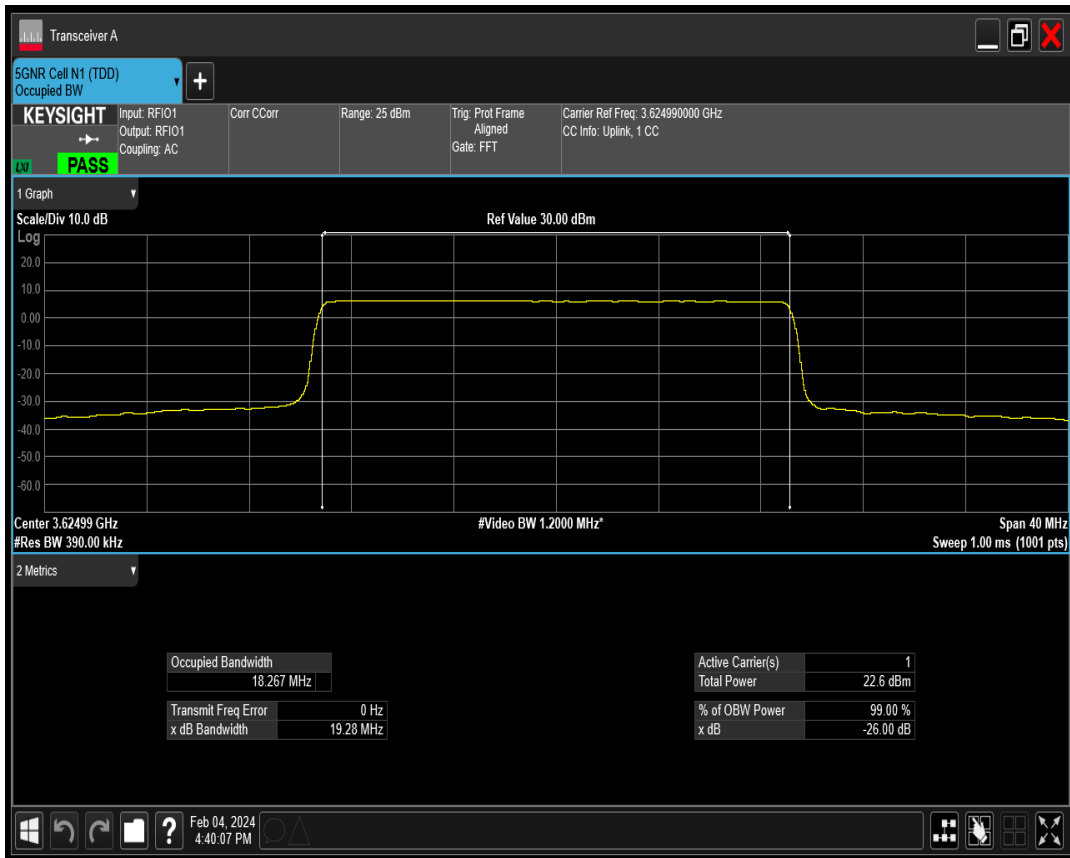 Transceiver A
5GNR Cell N1 (TDD)
Occupied BW
+
KEYSIGHT
LXI
PASS
Input: RFIO1
Output: RFIO1
Coupling: AC
Corr CCorr
Range: 25 dBm
Trig: Prot Frame
Aligned
Gate: FFT
Carrier Ref Freq: 3.624990000 GHz
CC Info: Uplink, 1 CC
1 Graph
Scale/Div 10.0 dB
Ref Value 30.00 dBm
Log
20.0
10.0
0.00
-10.0
-20.0
-30.0
-40.0
-50.0
-60.0
Center 3.62499 GHz
#Video BW 1.2000 MHz*
Span 40 MHz
#Res BW 390.00 kHz
Sweep 1.00 ms (1001 pts)
2 Metrics
Occupied Bandwidth
18.267 MHz
Transmit Freq Error 0 Hz
x dB Bandwidth 19.28 MHz
Active Carrier(s) 1
Total Power 22.6 dBm
% of OBW Power 99.00 %
x dB -26.00 dB
?
Feb 04, 2024
4:40:07 PM